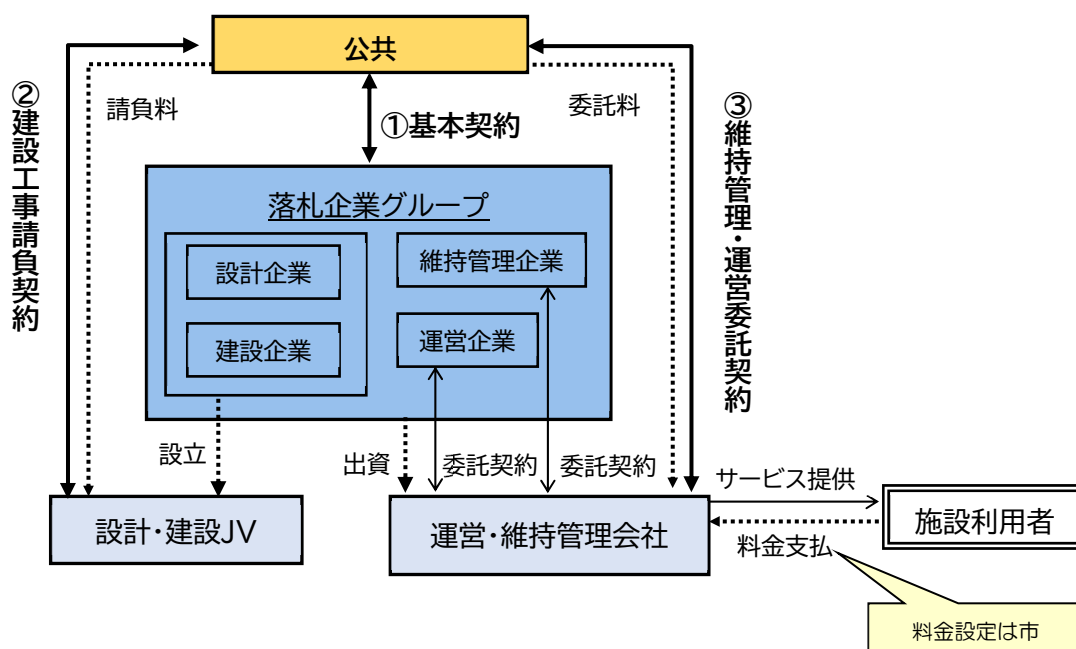 公共
請負料
委託料
①基本契約
②建設工事請負契約
③維持管理・運営委託契約
落札企業グループ
設計企業
維持管理企業
建設企業
運営企業
設立
出資
委託契約
委託契約
サービス提供
設計・建設JV
運営・維持管理会社
施設利用者
料金支払
料金設定は市